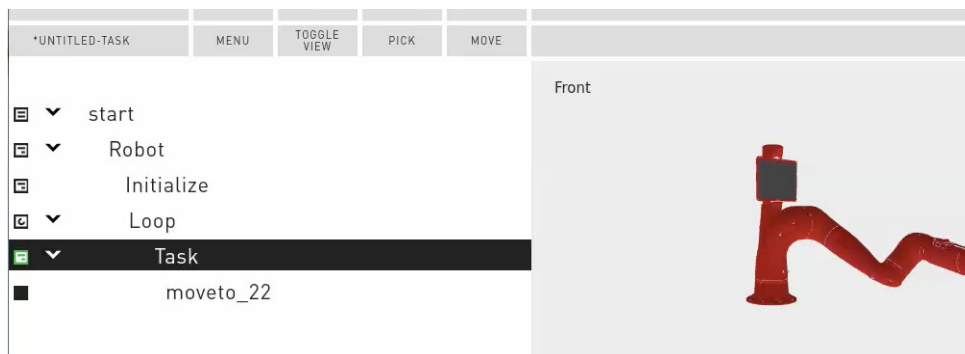 *UNTITLED-TASK MENU TOGGLE VIEW PICK MOVE
Front
start
Robot
Initialize
Loop
Task
moveto_22